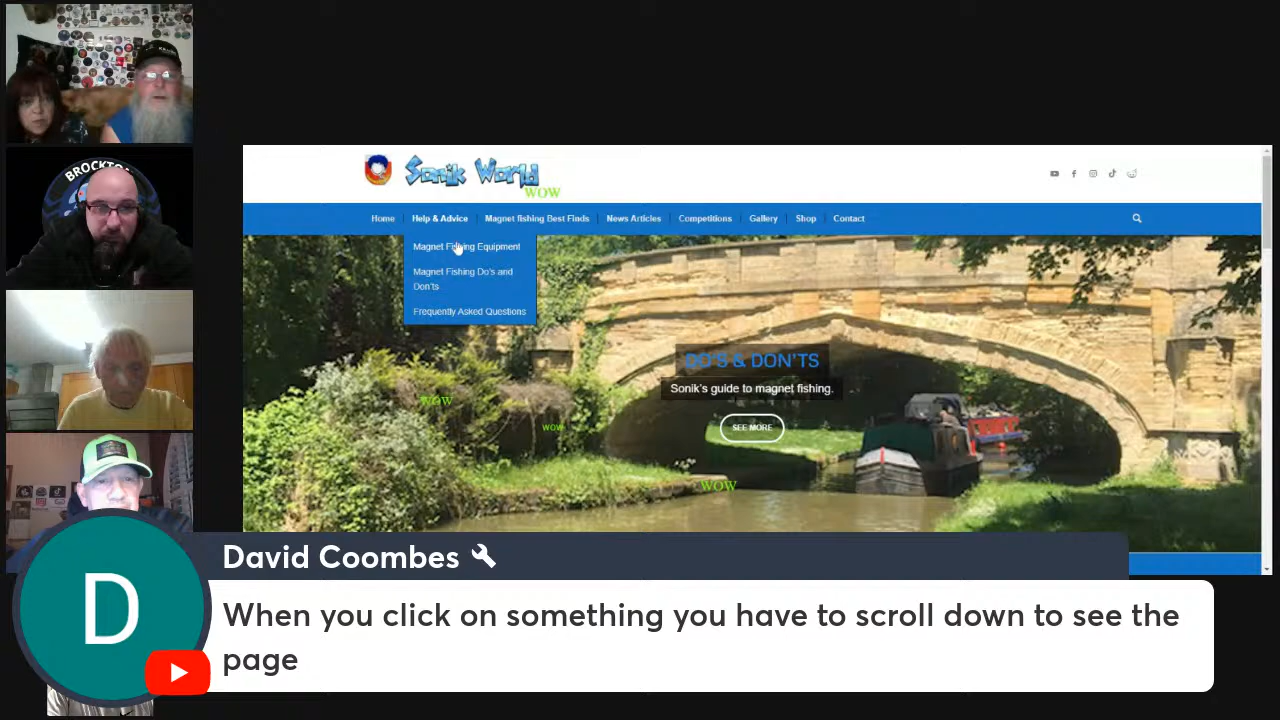 BROCKTON
Sonik World
WOW
Home
Help & Advice
Magnet fishing Best Finds
News Articles
Competitions
Gallery
Shop
Contact
Magnet Fishing Equipment
Magnet Fishing Do's and
Don'ts
Frequently Asked Questions
DO'S & DON'TS
Sonik's guide to magnet fishing.
SEE MORE
WOW
WOW
WOW
D
David Coombes
When you click on something you have to scroll down to see the
page